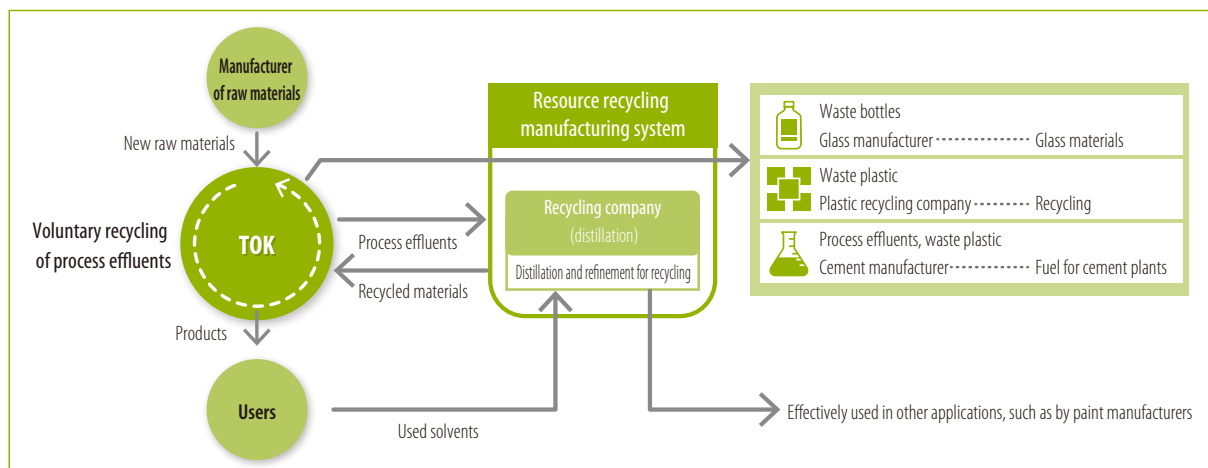 Manufacturer
of raw materials
New raw materials
Voluntary recycling
of process effluents
TOK
Products
Users
Process effluents
Recycled materials
Used solvents
Resource recycling
manufacturing system
Recycling company
(distillation)
Distillation and refinement for recycling
Waste bottles
Glass manufacturer Glass materials
Waste plastic
Plastic recycling company Recycling
Process effluents, waste plastic
Cement manufacturer Fuel for cement plants
Effectively used in other applications, such as by paint manufacturers